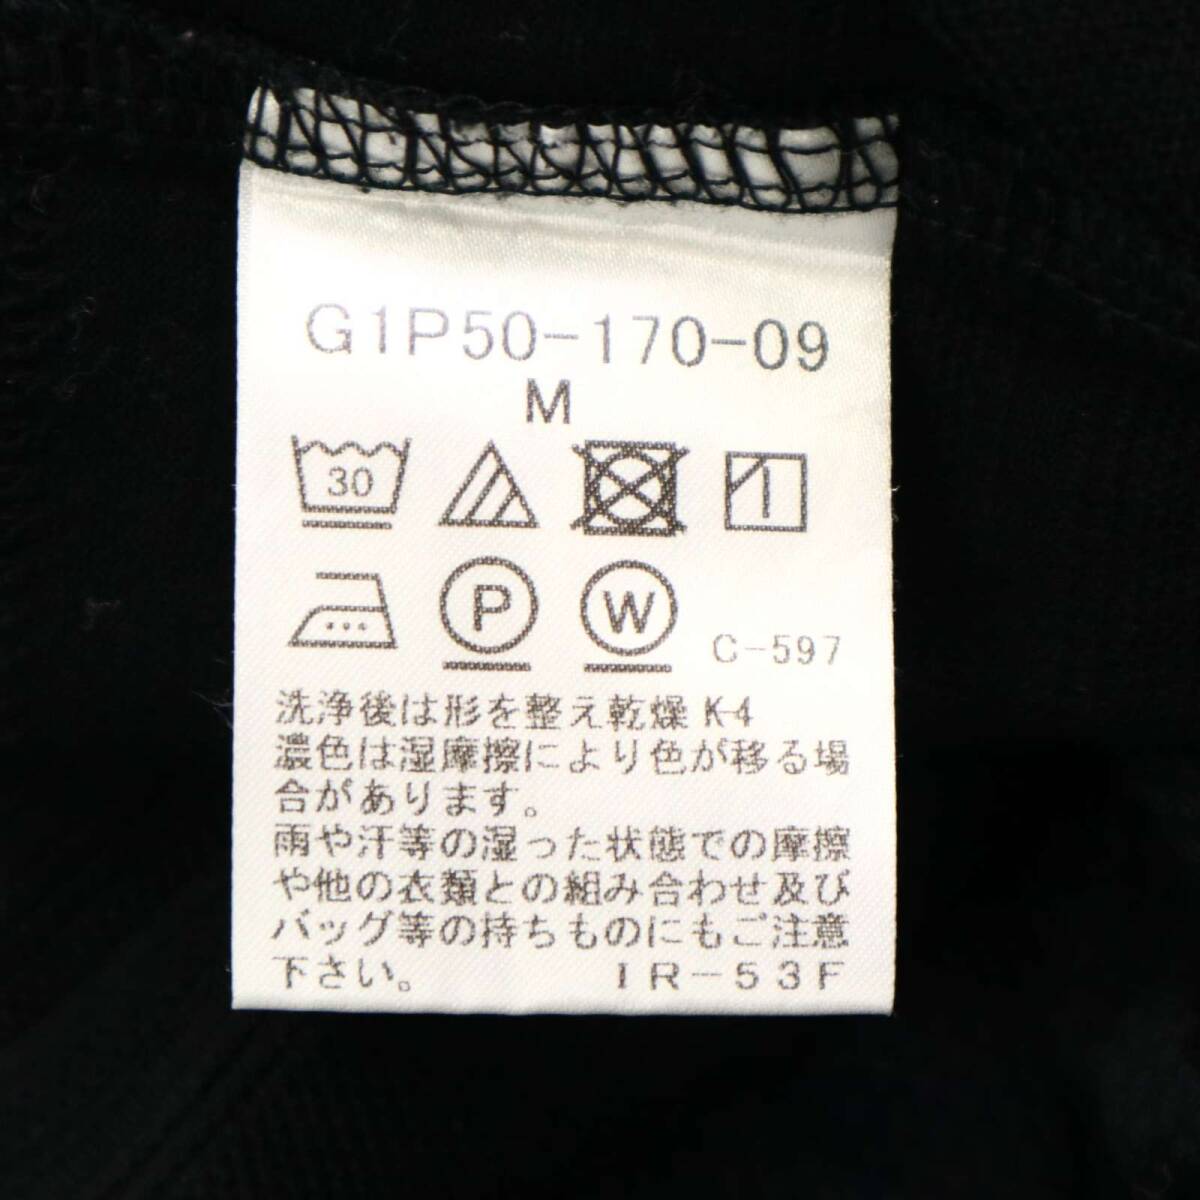 G1P50-170-09
M
30
P W C-597
洗浄後は形を整え乾燥 K-4
濃色は湿摩擦により色が移る場
合があります。
雨や汗等の湿った状態での摩擦
や他の衣類との組み合わせ及び
バッグ等の持ちものにもご注意
下さい。 IR-53F